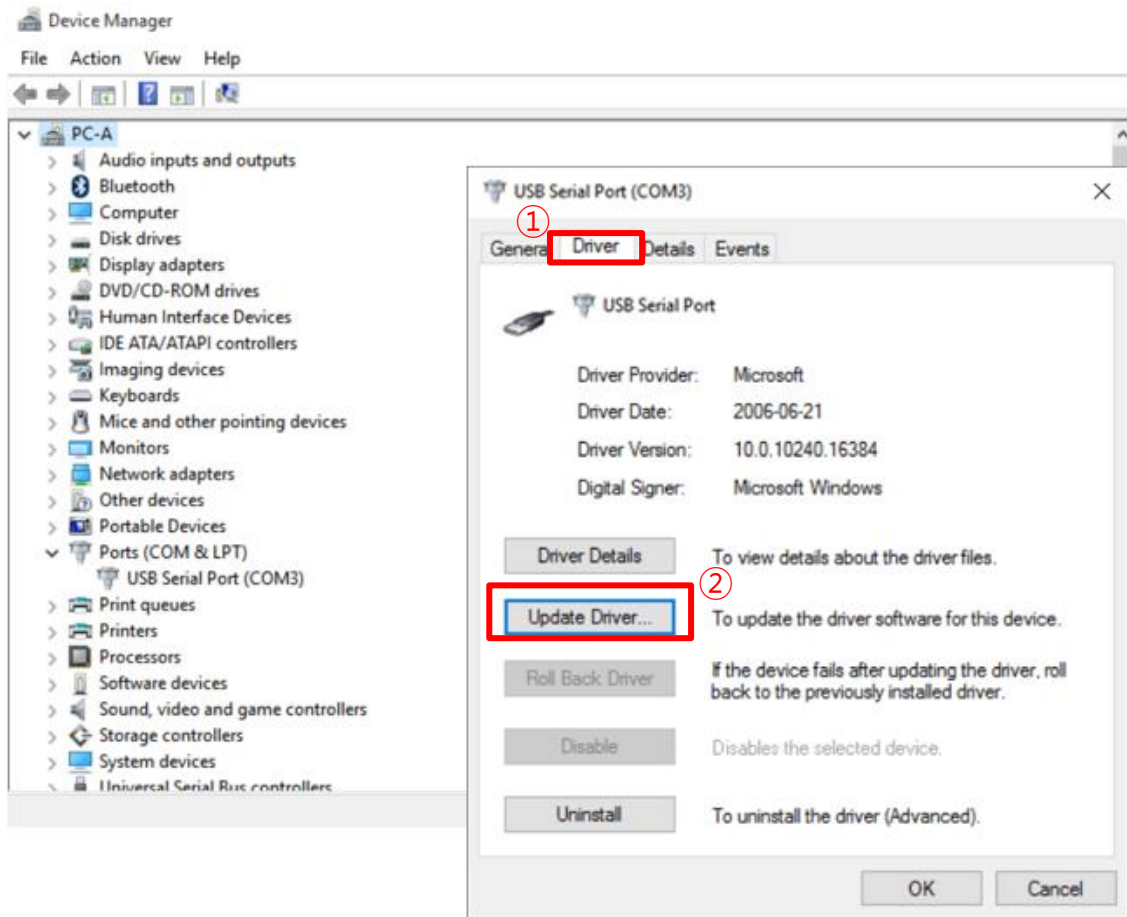 Device Manager
File Action View Help
PC-A
Audio inputs and outputs
Bluetooth
Computer
Disk drives
Display adapters
DVD/CD-ROM drives
Human Interface Devices
IDE ATA/ATAPI controllers
Imaging devices
Keyboards
Mice and other pointing devices
Monitors
Network adapters
Other devices
Portable Devices
Ports (COM & LPT)
USB Serial Port (COM3)
Print queues
Printers
Processors
Software devices
Sound, video and game controllers
Storage controllers
System devices
Universal Serial Bus controllers
USB Serial Port (COM3)
①
General Driver Details Events
USB Serial Port
Driver Provider: Microsoft
Driver Date: 2006-06-21
Driver Version: 10.0.10240.16384
Digital Signer: Microsoft Windows
Driver Details To view details about the driver files.
②
Update Driver... To update the driver software for this device.
Roll Back Driver If the device fails after updating the driver, roll
back to the previously installed driver.
Disable Disables the selected device.
Uninstall To uninstall the driver (Advanced).
OK Cancel